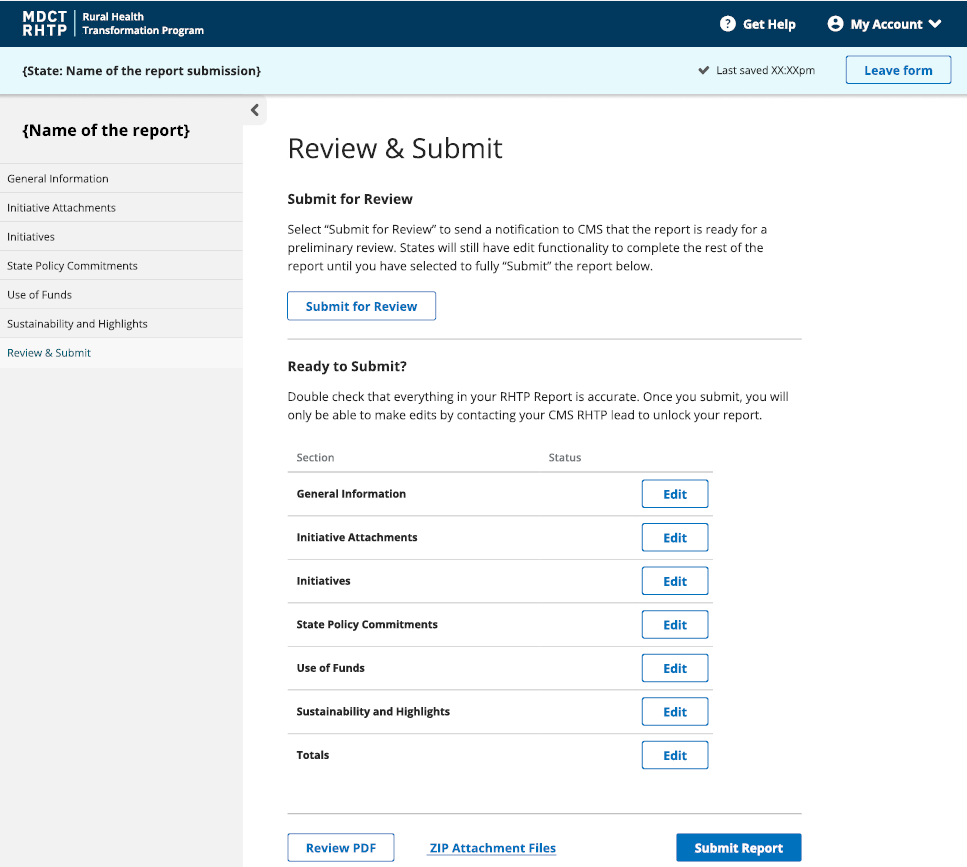 MDCT
RHTP
Rural Health
Transformation Program
? Get Help
My Account
{State: Name of the report submission}
Last saved XX:XXpm
Leave form
{Name of the report}
General Information
Initiative Attachments
Initiatives
State Policy Commitments
Use of Funds
Sustainability and Highlights
Review & Submit
Review & Submit
Submit for Review
Select “Submit for Review” to send a notification to CMS that the report is ready for a
preliminary review. States will still have edit functionality to complete the rest of the
report until you have selected to fully “Submit” the report below.
Submit for Review
Ready to Submit?
Double check that everything in your RHTP Report is accurate. Once you submit, you will
only be able to make edits by contacting your CMS RHTP lead to unlock your report.
Section Status
General Information Edit
Initiative Attachments Edit
Initiatives Edit
State Policy Commitments Edit
Use of Funds Edit
Sustainability and Highlights Edit
Totals Edit
Review PDF ZIP Attachment Files Submit Report